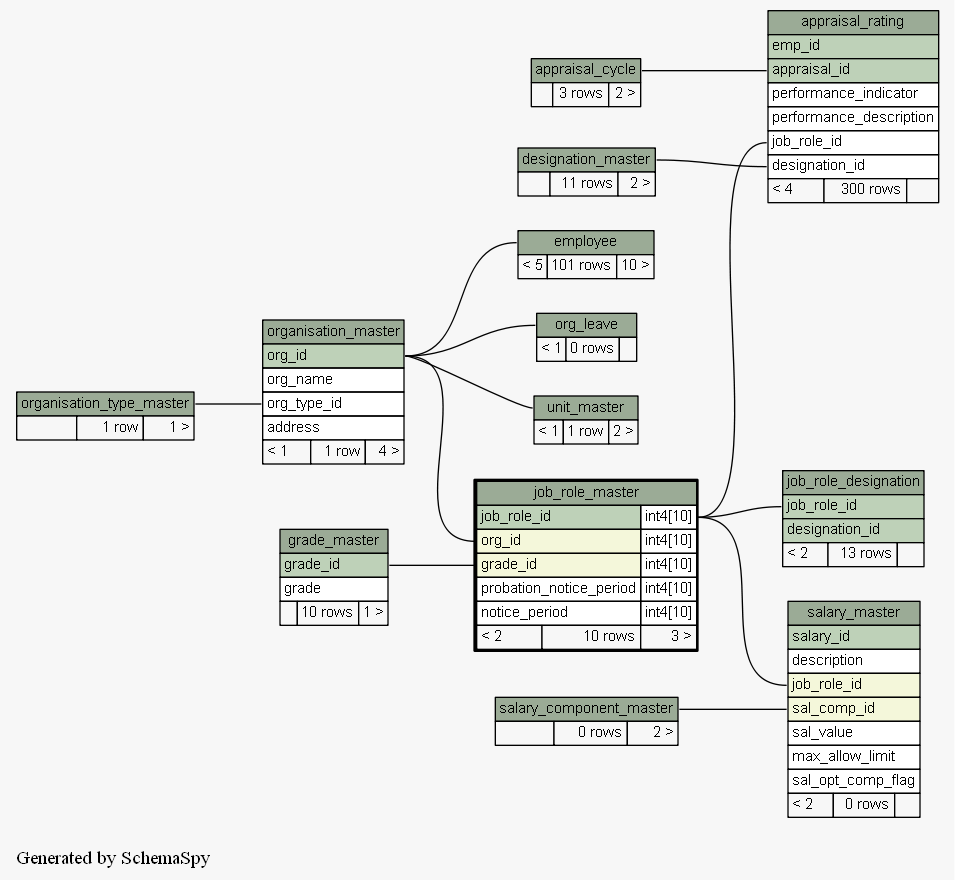 appraisal_rating
emp_id
appraisal_id
performance_indicator
performance_description
job_role_id
designation_id
< 4 300 rows
appraisal_cycle
3 rows 2 >
designation_master
11 rows 2 >
employee
< 5 101 rows 10 >
org_leave
< 1 0 rows
unit_master
< 1 1 row 2 >
organisation_master
org_id
org_name
org_type_id
address
< 1 1 row 4 >
organisation_type_master
1 row 1 >
job_role_master
job_role_id int4[10]
org_id int4[10]
grade_id int4[10]
probation_notice_period int4[10]
notice_period int4[10]
< 2 10 rows 3 >
grade_master
grade_id
grade
10 rows 1 >
job_role_designation
job_role_id
designation_id
< 2 13 rows
salary_master
salary_id
description
job_role_id
sal_comp_id
sal_value
max_allow_limit
sal_opt_comp_flag
< 2 0 rows
salary_component_master
0 rows 2 >
Generated by SchemaSpy